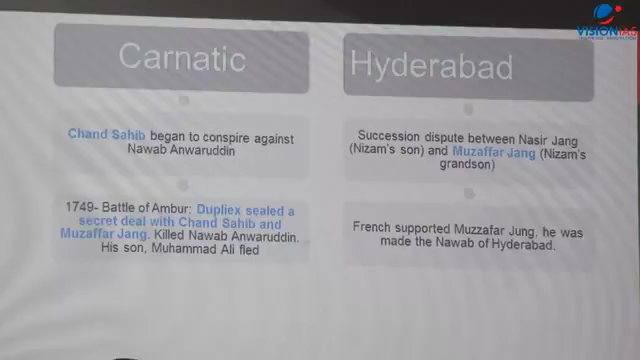 VISIONIAS
Carnatic
Chand Sahib began to conspire against
Nawab Anwaruddin
1749- Battle of Ambur: Dupliex sealed a
secret deal with Chand Sahib and
Muzaffar Jang. Killed Nawab Anwaruddin.
His son, Muhammad Ali fled
Hyderabad
Succession dispute between Nasir Jang
(Nizam's son) and Muzaffar Jang (Nizam's
grandson)
French supported Muzzafar Jung, he was
made the Nawab of Hyderabad.